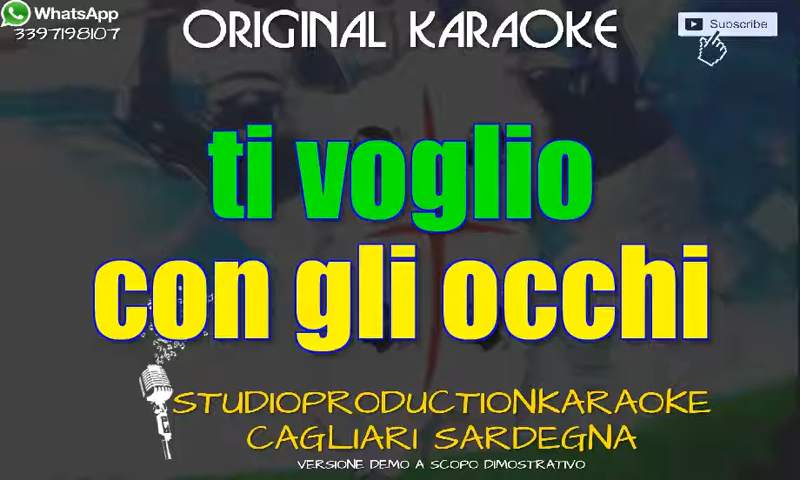 WhatsApp
3397198107
ORIGINAL KARAOKE
Subscribe
ti voglio
con gli occhi
STUDIOPRODUCTIONKARAOKE
CAGLIARI SARDEGNA
VERSIONE DEMO A SCOPO DIMOSTRATIVO